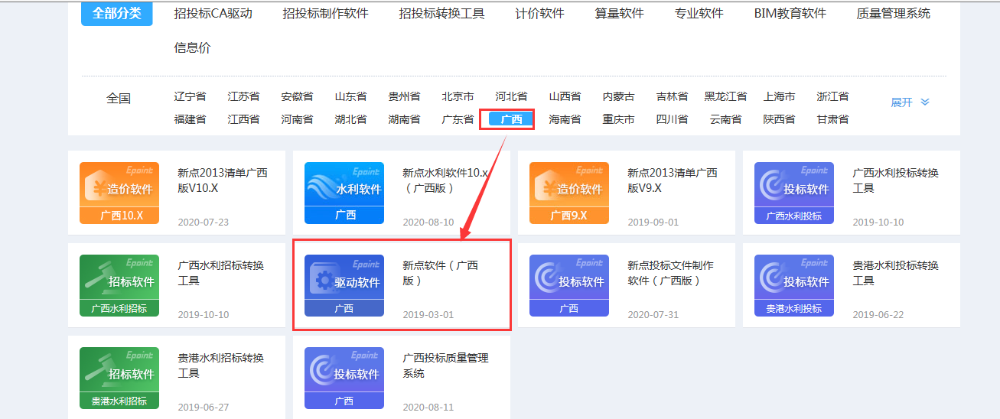 全部分类 招投标CA驱动 招投标制作软件 招投标转换工具 计价软件 算量软件 专业软件 BIM教育软件 质量管理系统
信息价
全国 辽宁省 江苏省 安徽省 山东省 贵州省 北京市 河北省 山西省 内蒙古 吉林省 黑龙江省 上海市 浙江省 展开
福建省 江西省 河南省 湖北省 湖南省 广东省 广西 海南省 重庆市 四川省 云南省 陕西省 甘肃省
Epoint
造价软件
广西10.X
新点2013清单广西
版V10.X
2020-07-23
Epoint
水利软件
广西
新点水利软件10.x
（广西版）
2020-08-10
Epoint
造价软件
广西9.X
新点2013清单广西
版V9.X
2019-09-01
Epoint
投标软件
广西水利投标
广西水利投标转换
工具
2019-10-10
Epoint
招标软件
广西水利招标
广西水利招标转换
工具
2019-10-10
Epoint
驱动软件
广西
新点软件（广西
版）
2019-03-01
Epoint
投标软件
广西
新点投标文件制作
软件（广西版）
2020-07-31
Epoint
投标软件
贵港水利投标
贵港水利投标转换
工具
2019-06-22
Epoint
招标软件
贵港水利招标
贵港水利招标转换
工具
2019-06-27
Epoint
投标软件
广西
广西投标质量管理
系统
2020-08-11